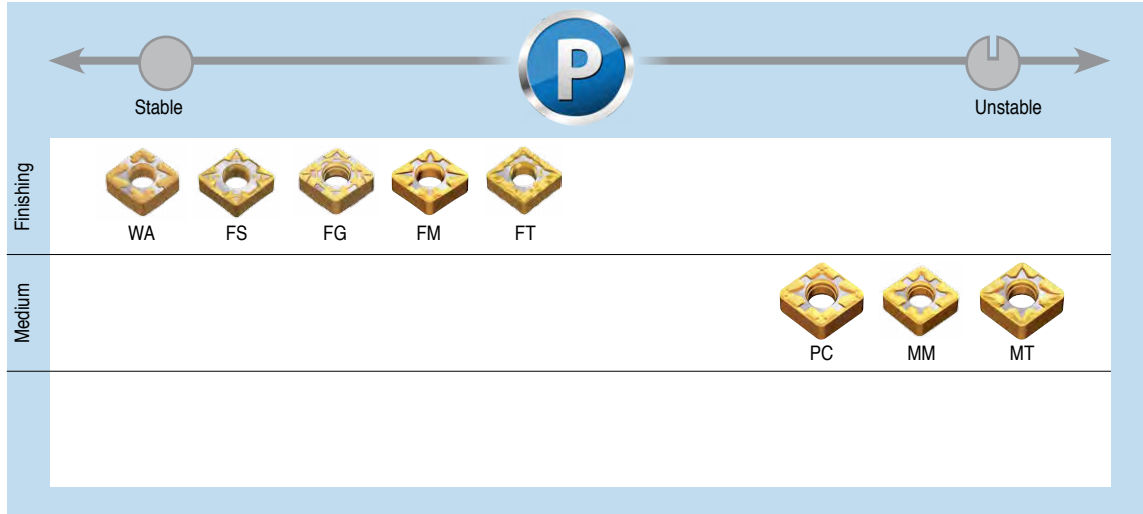 P
Stable
Unstable
Finishing
WA FS FG FM FT
Medium
PC MM MT